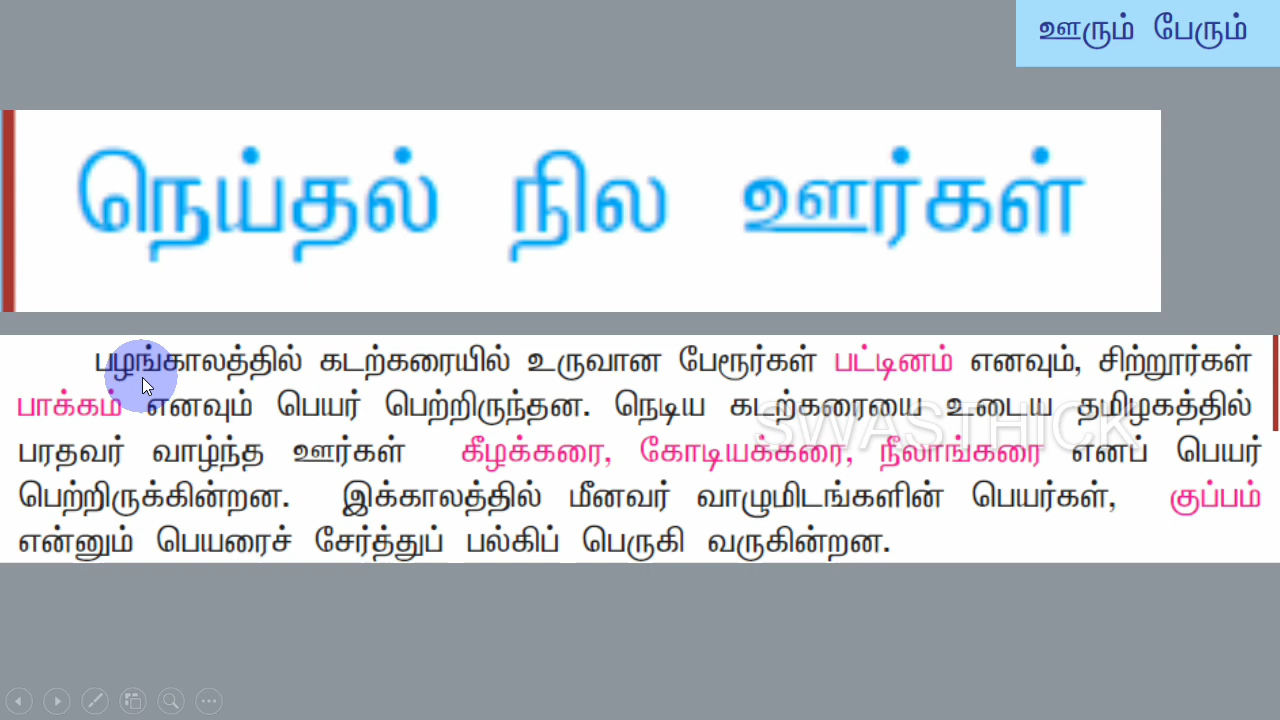 ஊரும் பேரும்
நெய்தல் நில ஊர்கள்
பழங்காலத்தில் கடற்கரையில் உருவான பேரூர்கள் பட்டினம் எனவும், சிற்றூர்கள்
பாக்கம் எனவும் பெயர் பெற்றிருந்தன. நெடிய கடற்கரையை உடைய தமிழகத்தில்
SWASTHICK
பரதவர் வாழ்ந்த ஊர்கள் கீழக்கரை, கோடியக்கரை, நீலாங்கரை எனப் பெயர்
பெற்றிருக்கின்றன. இக்காலத்தில் மீனவர் வாழுமிடங்களின் பெயர்கள், குப்பம்
என்னும் பெயரைச் சேர்த்துப் பல்கிப் பெருகி வருகின்றன.